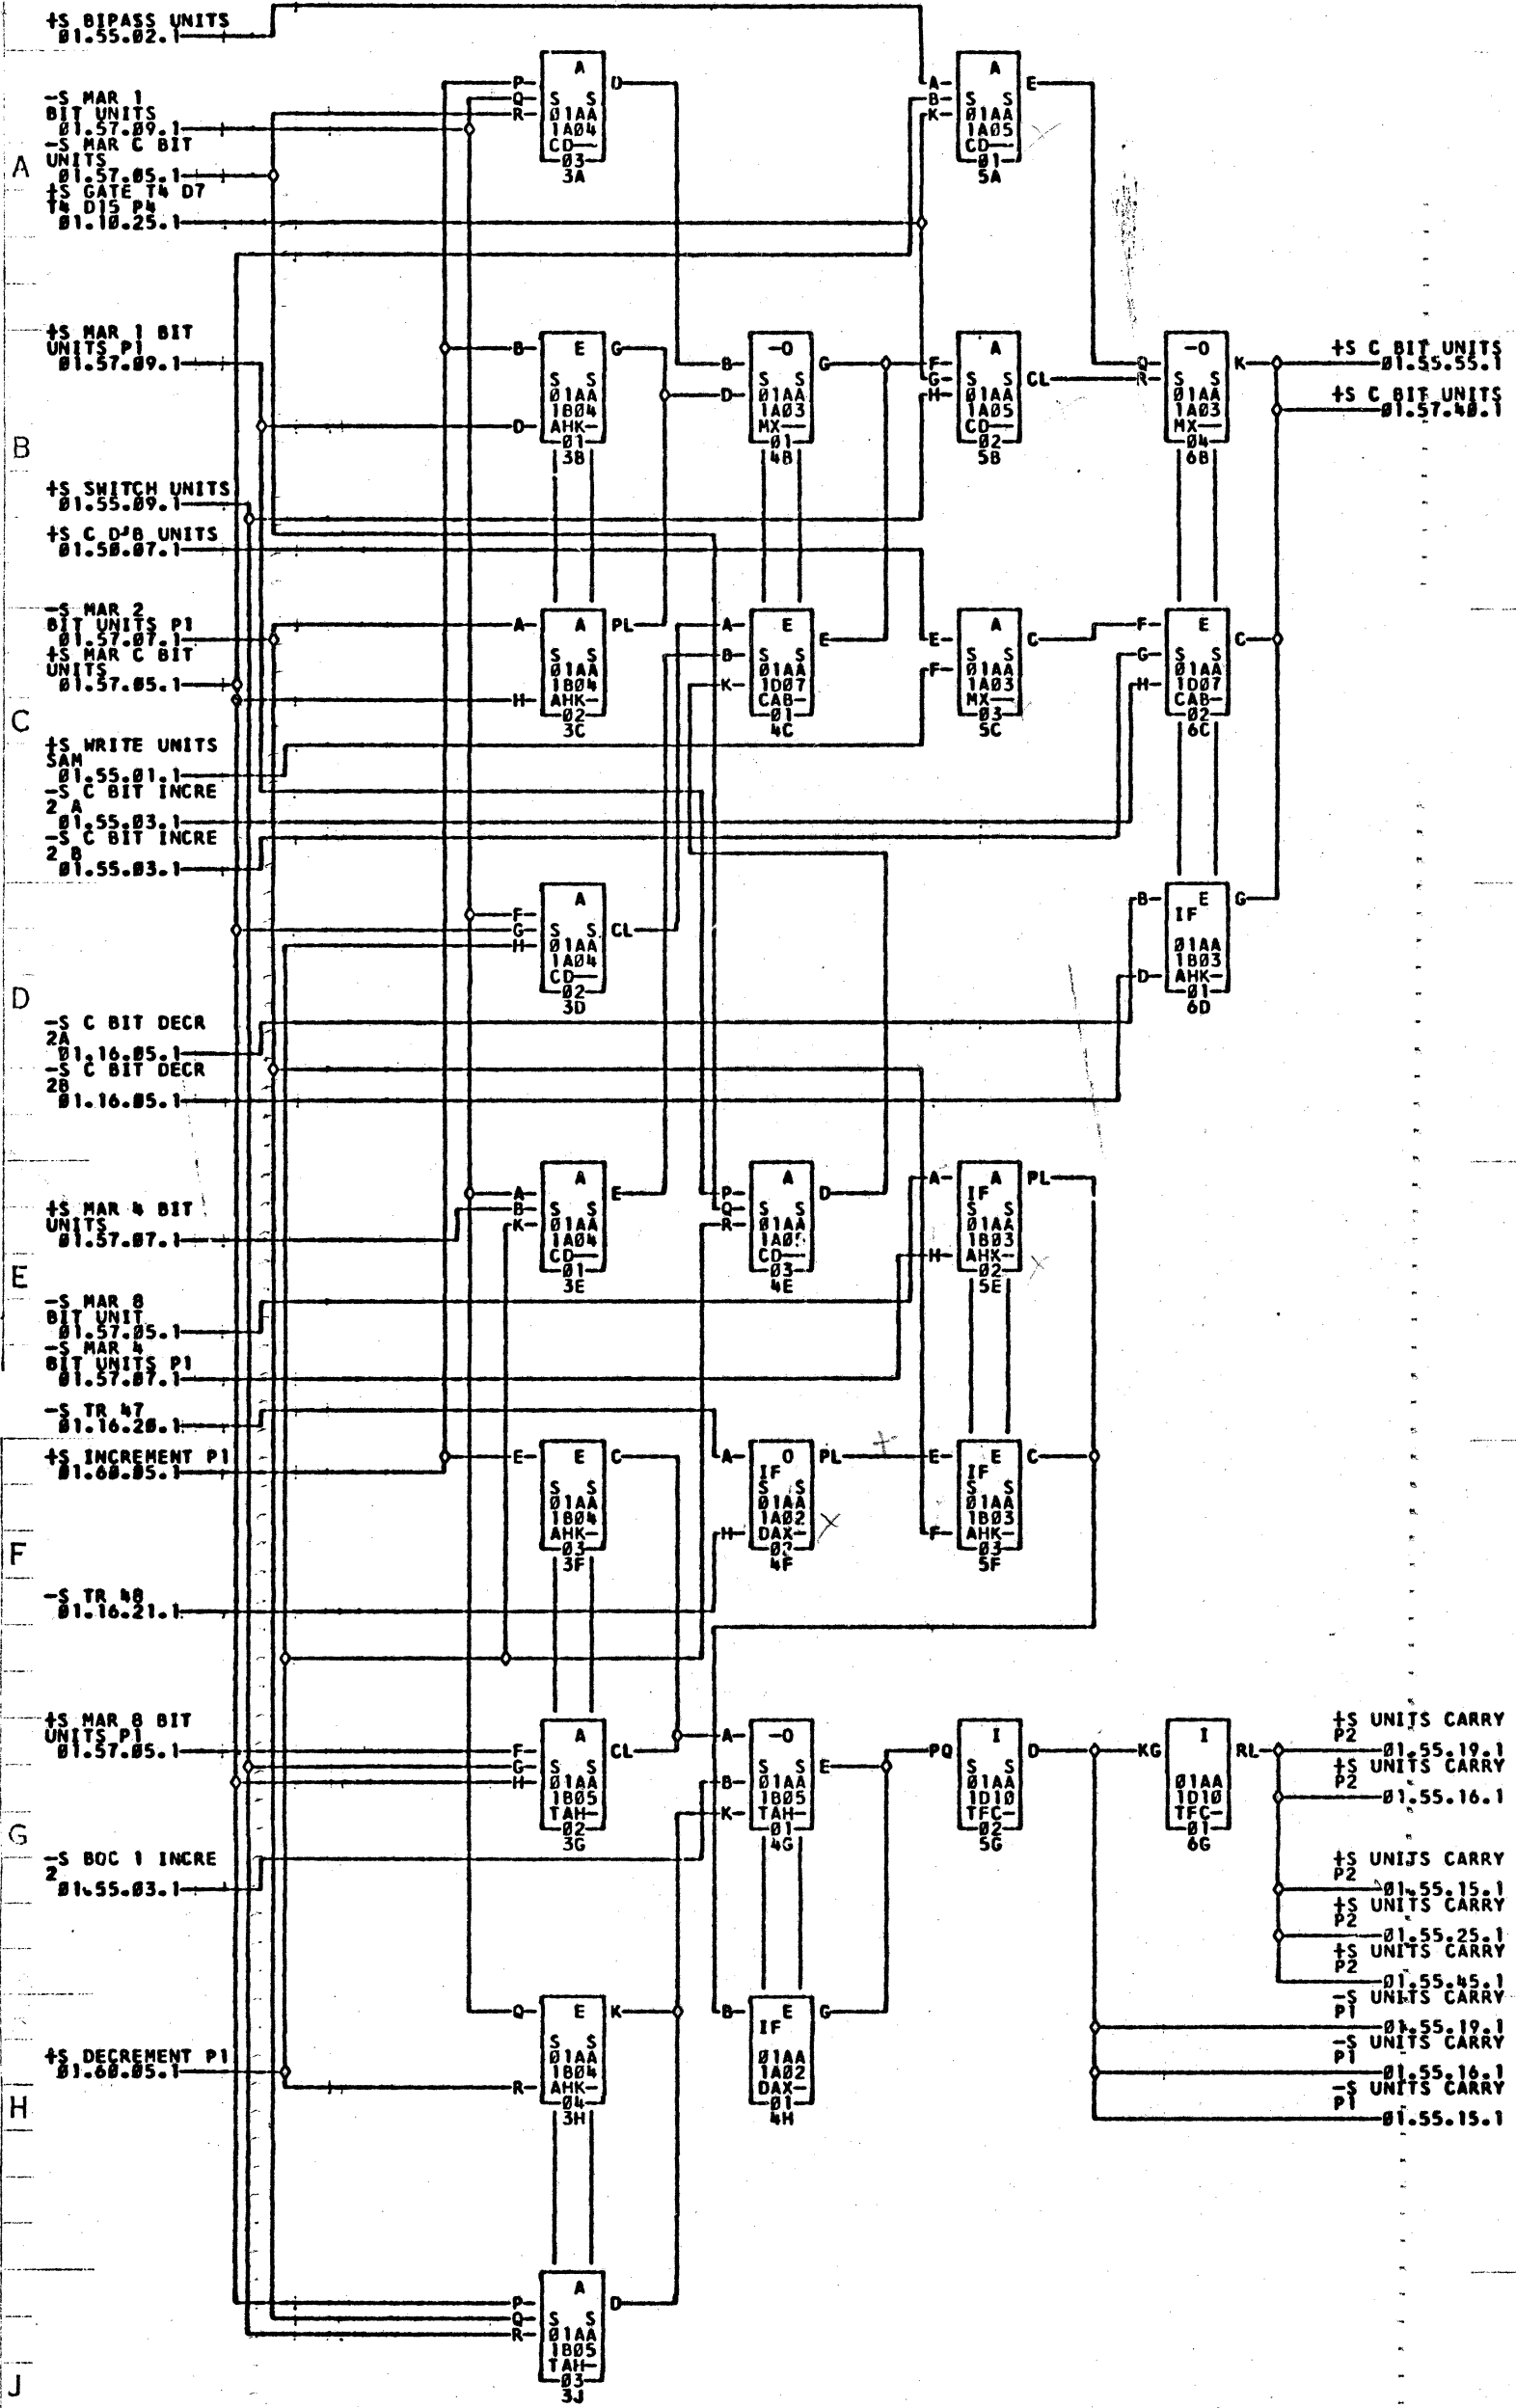 +S BIPASS UNITS
01.55.02.1
-S MAR 1
BIT UNITS
01.57.09.1
-S MAR C BIT
UNITS
01.57.05.1
+S GATE T4 D7
T4 D15 P4
01.10.25.1
A
P
Q
R
A
S S
01AA
1A04
CD--
03
3A
D
A
B
K
A
S S
01AA
1A05
CD--
01
5A
E
+S MAR 1 BIT
UNITS P1
01.57.09.1
B
D
E
S S
01AA
1B04
AHK-
01
3B
G
B
D
-O
S S
01AA
1A03
MX--
01
4B
G
F
G
H
A
S S
01AA
1A05
CD--
02
5B
CL
Q
R
-O
S S
01AA
1A03
MX--
04
6B
K
+S C BIT UNITS
01.55.55.1
+S C BIT UNITS
01.57.40.1
B
+S SWITCH UNITS
01.55.09.1
+S C D'B UNITS
01.50.07.1
-S MAR 2
BIT UNITS P1
01.57.07.1
+S MAR C BIT
UNITS
01.57.05.1
A
H
A
S S
01AA
1B04
AHK-
02
3C
PL
A
B
K
E
S S
01AA
1D07
CAB-
01
4C
E
E
F
A
S S
01AA
1A03
MX--
03
5C
C
F
G
H
E
S S
01AA
1D07
CAB-
02
6C
C
C
+S WRITE UNITS
SAM
01.55.01.1
-S C BIT INCRE
2 A
01.55.03.1
-S C BIT INCRE
2 B
01.55.03.1
F
G
H
A
S S
01AA
1A04
CD--
02
3D
CL
B
D
E
IF
01AA
1B03
AHK-
01
6D
G
D
-S C BIT DECR
2A
01.16.05.1
-S C BIT DECR
2B
01.16.05.1
+S MAR 4 BIT
UNITS
01.57.07.1
A
B
K
A
S S
01AA
1A04
CD--
01
3E
E
P
Q
R
A
S S
01AA
CD--
03
4E
D
A
H
A
IF
S S
01AA
1B03
AHK-
02
5E
PL
E
-S MAR 8
BIT UNIT
01.57.05.1
-S MAR 4
BIT UNITS P1
01.57.07.1
-S TR 47
01.16.20.1
+S INCREMENT P1
01.60.05.1
E
E
S S
01AA
1B04
AHK-
03
3F
C
A
H
O
IF
S S
01AA
1A02
DAX-
02
4F
PL
E
F
E
IF
S S
01AA
1B03
AHK-
03
5F
C
F
-S TR 48
01.16.21.1
+S MAR 8 BIT
UNITS P1
01.57.05.1
F
G
H
A
S S
01AA
1B05
TAH-
02
3G
CL
A
B
K
-O
S S
01AA
1B05
TAH-
01
4G
E
PQ
I
S S
01AA
1D10
TFC-
02
5G
D
KG
I
01AA
1D10
TFC-
01
6G
RL
+S UNITS CARRY
P2
01.55.19.1
+S UNITS CARRY
P2
01.55.16.1
+S UNITS CARRY
P2
01.55.15.1
+S UNITS CARRY
P2
01.55.25.1
+S UNITS CARRY
P2
01.55.45.1
-S UNITS CARRY
P1
01.55.19.1
-S UNITS CARRY
P1
01.55.16.1
-S UNITS CARRY
P1
01.55.15.1
G
-S BOC 1 INCRE
2
01.55.03.1
Q
R
E
S S
01AA
1B04
AHK-
04
3H
K
B
E
IF
01AA
1A02
DAX-
01
4H
G
+S DECREMENT P1
01.60.05.1
H
P
Q
R
A
S S
01AA
1B05
TAH-
03
3J
D
J